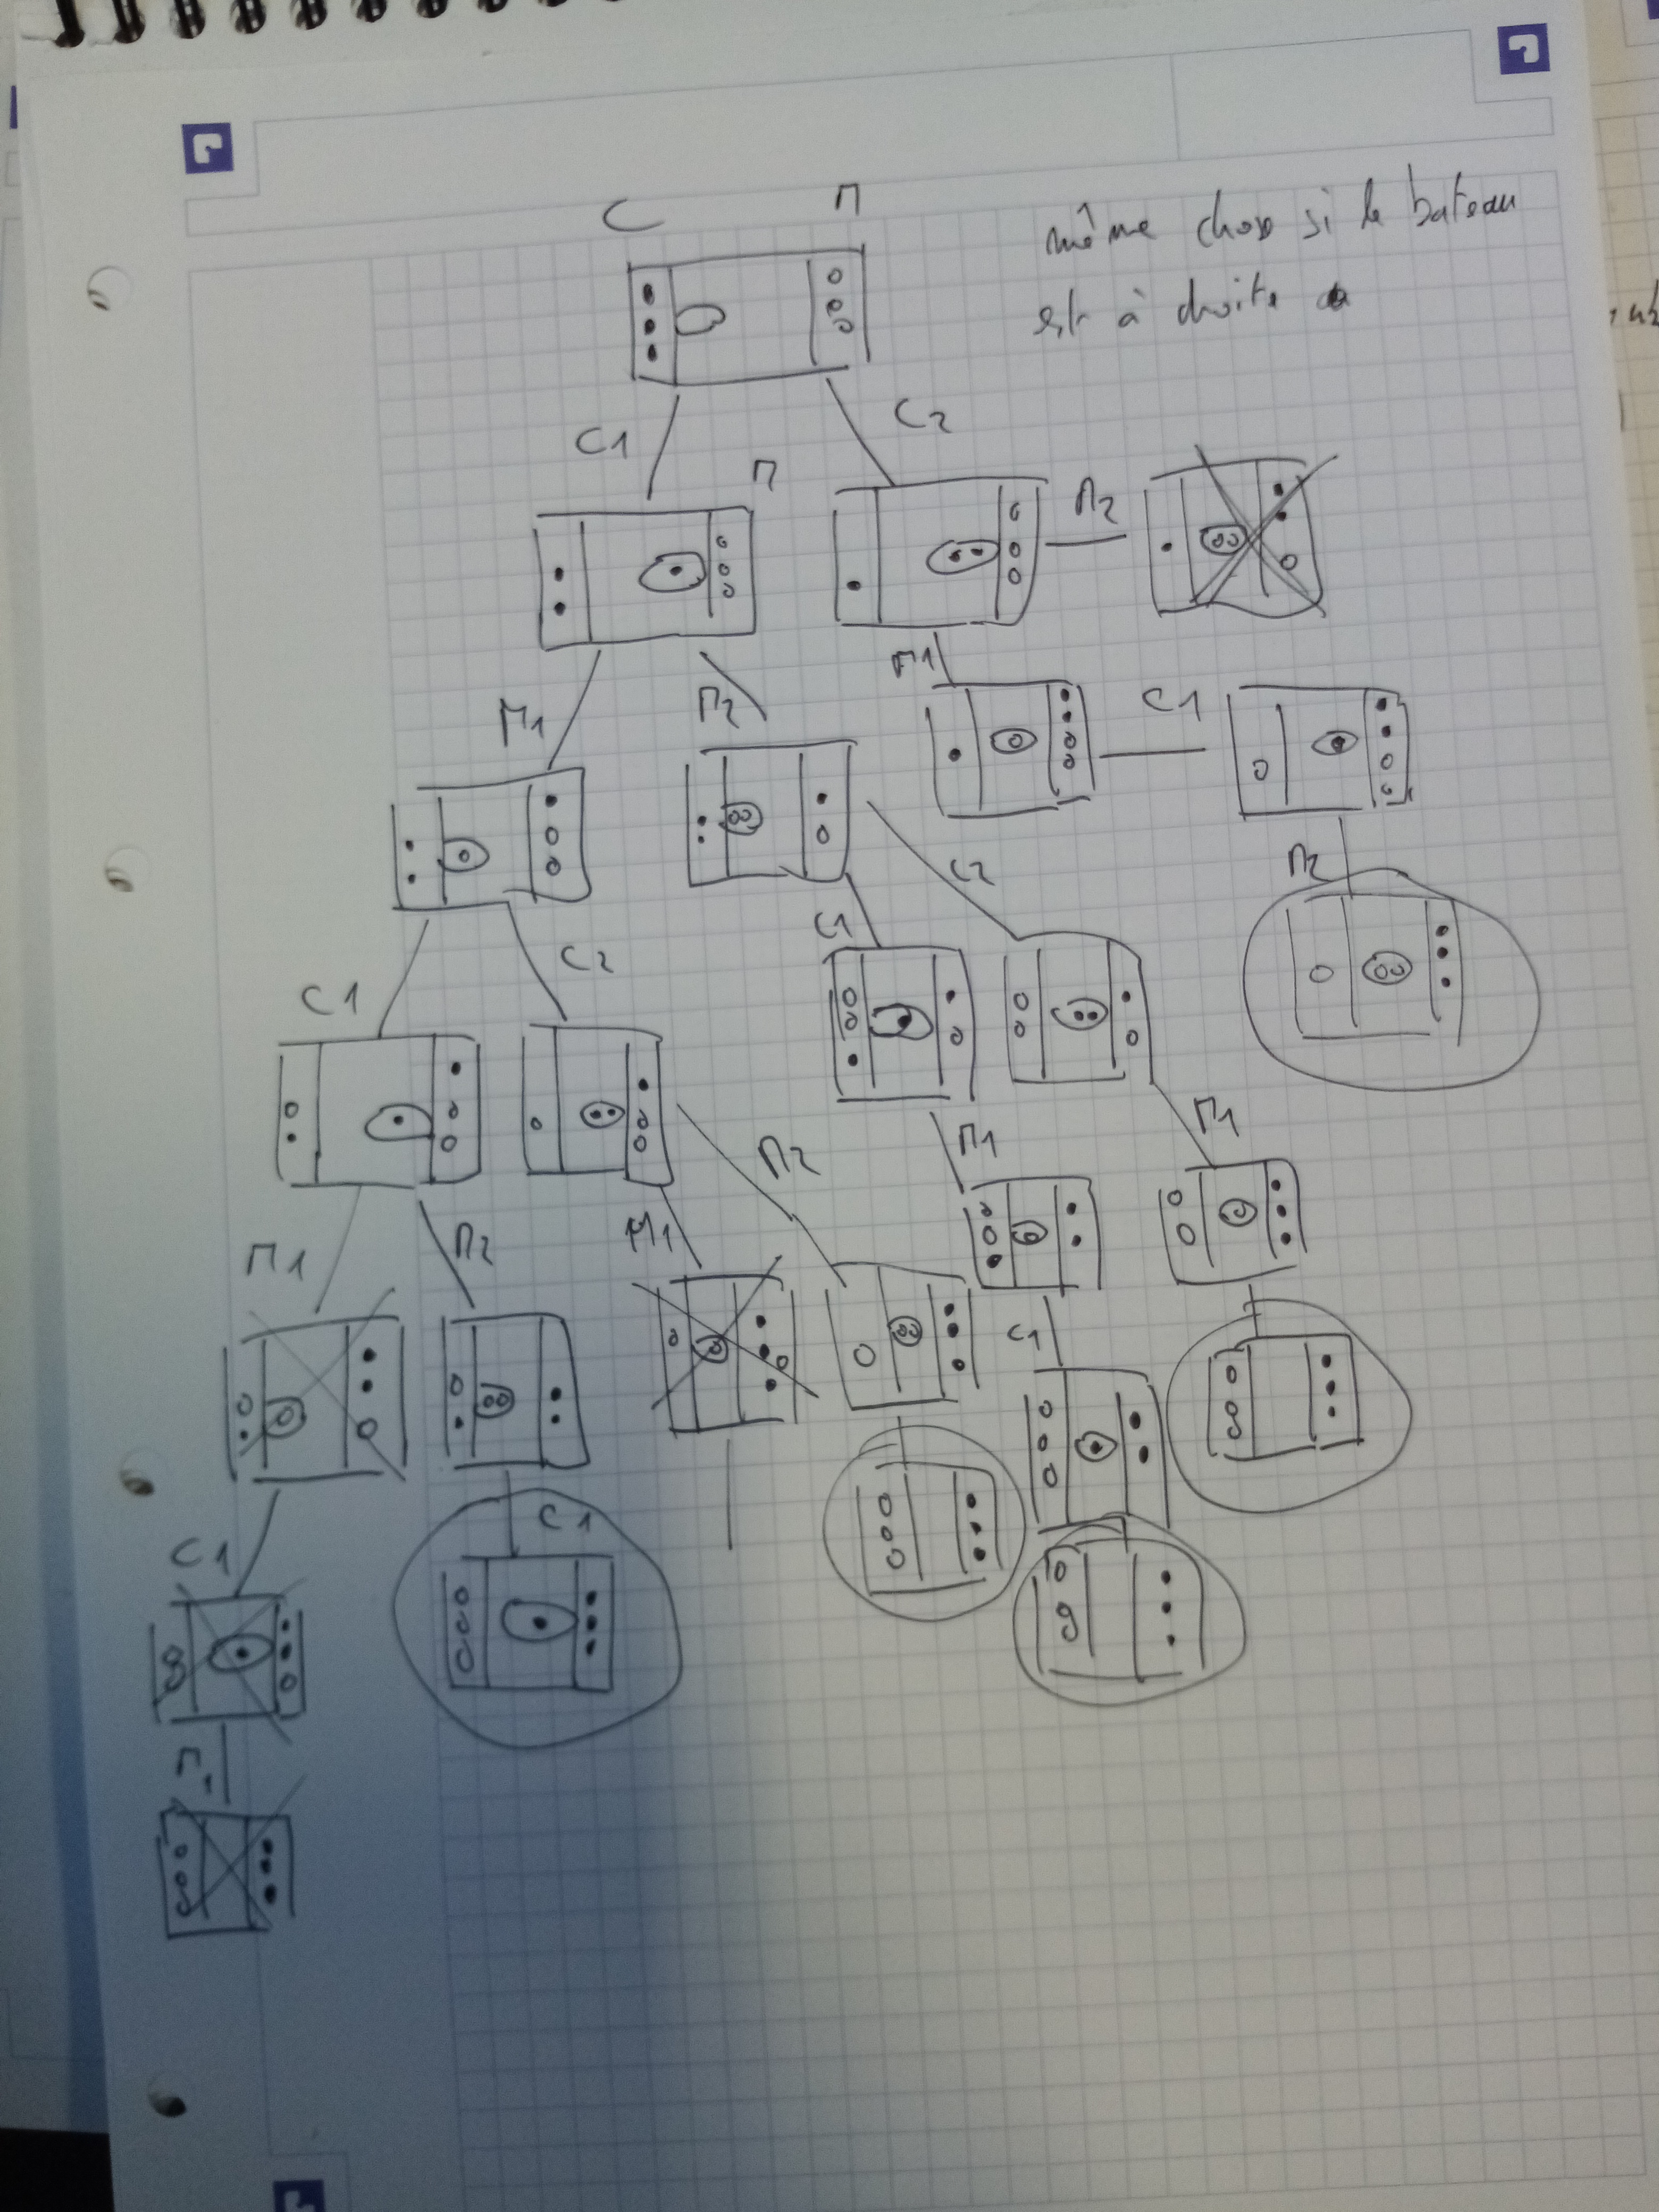 C M
même chose si le bateau
est à droite
C1 C2
M M2
M1 M2 M1 C1
C2 M2
C1 C2 C1
M1 M2 M1 M2 M1 M1
C1 C1 C1
M1